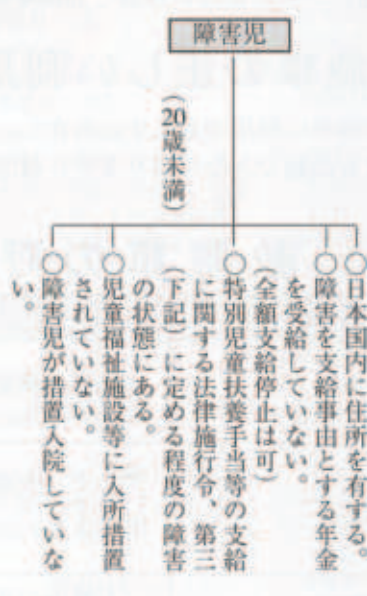 障害児
（20歳未満）
○日本国内に住所を有する。
○障害を支給事由とする年金
を受給していない。
（全額支給停止は可）
○特別児童扶養手当等の支給
に関する法律施行令、第三
（下記）に定める程度の障害
の状態にある。
○児童福祉施設等に入所措置
されていない。
○障害児が措置入院していな
い。